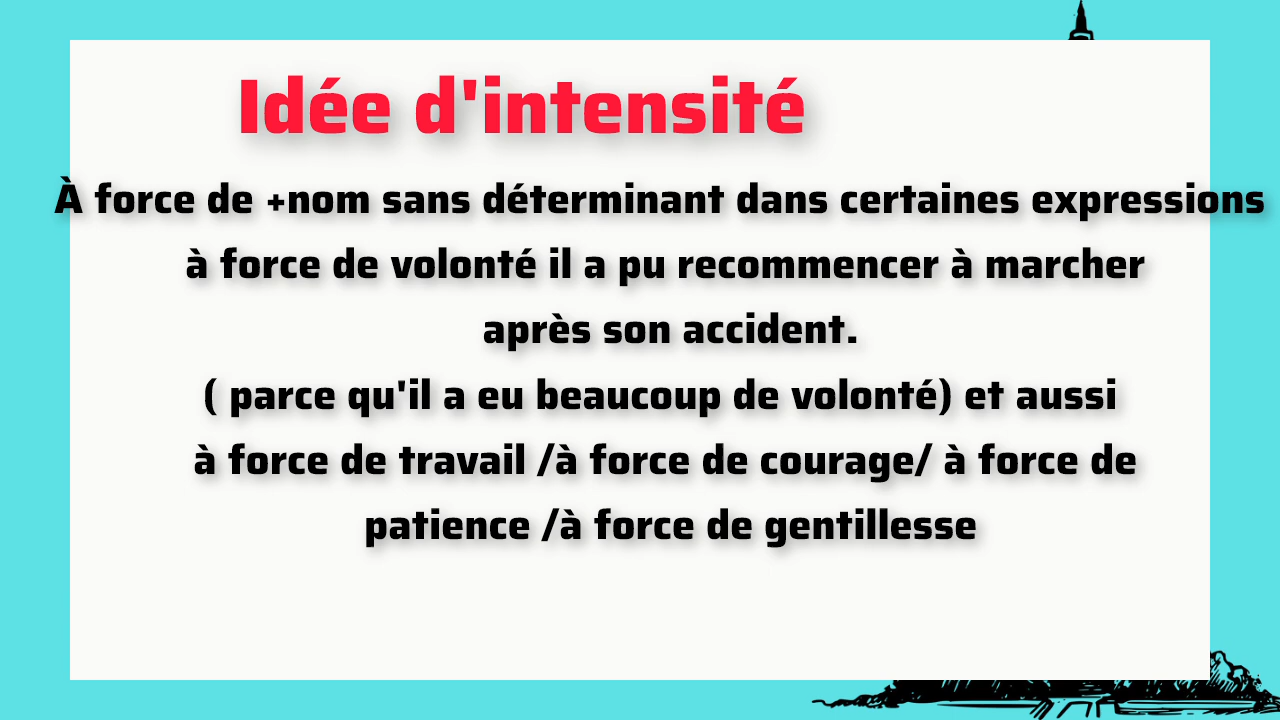 Idée d'intensité
À force de +nom sans déterminant dans certaines expressions
à force de volonté il a pu recommencer à marcher
après son accident.
( parce qu'il a eu beaucoup de volonté) et aussi
à force de travail /à force de courage/ à force de
patience /à force de gentillesse